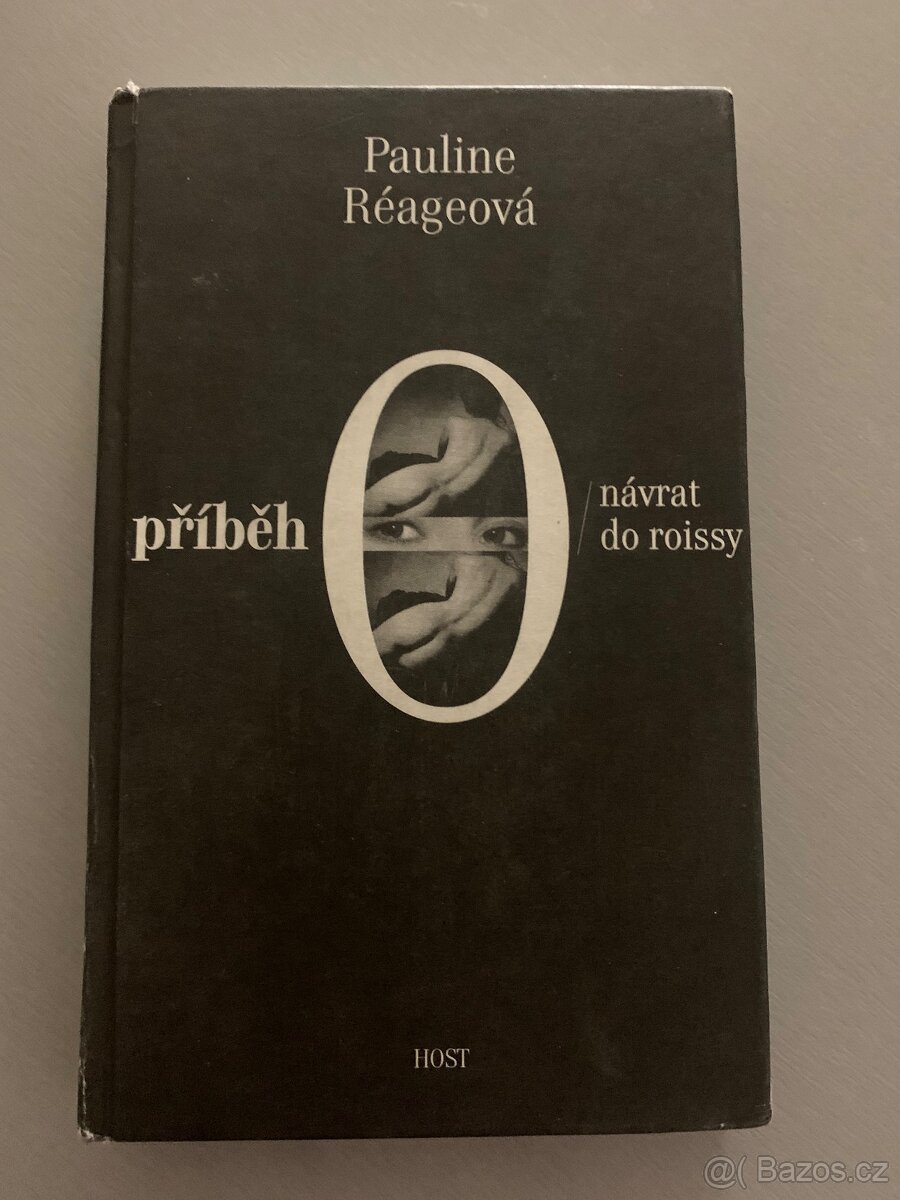 Pauline
Réageová
příběh O / návrat
do roissy
HOST
@( Bazos.cz